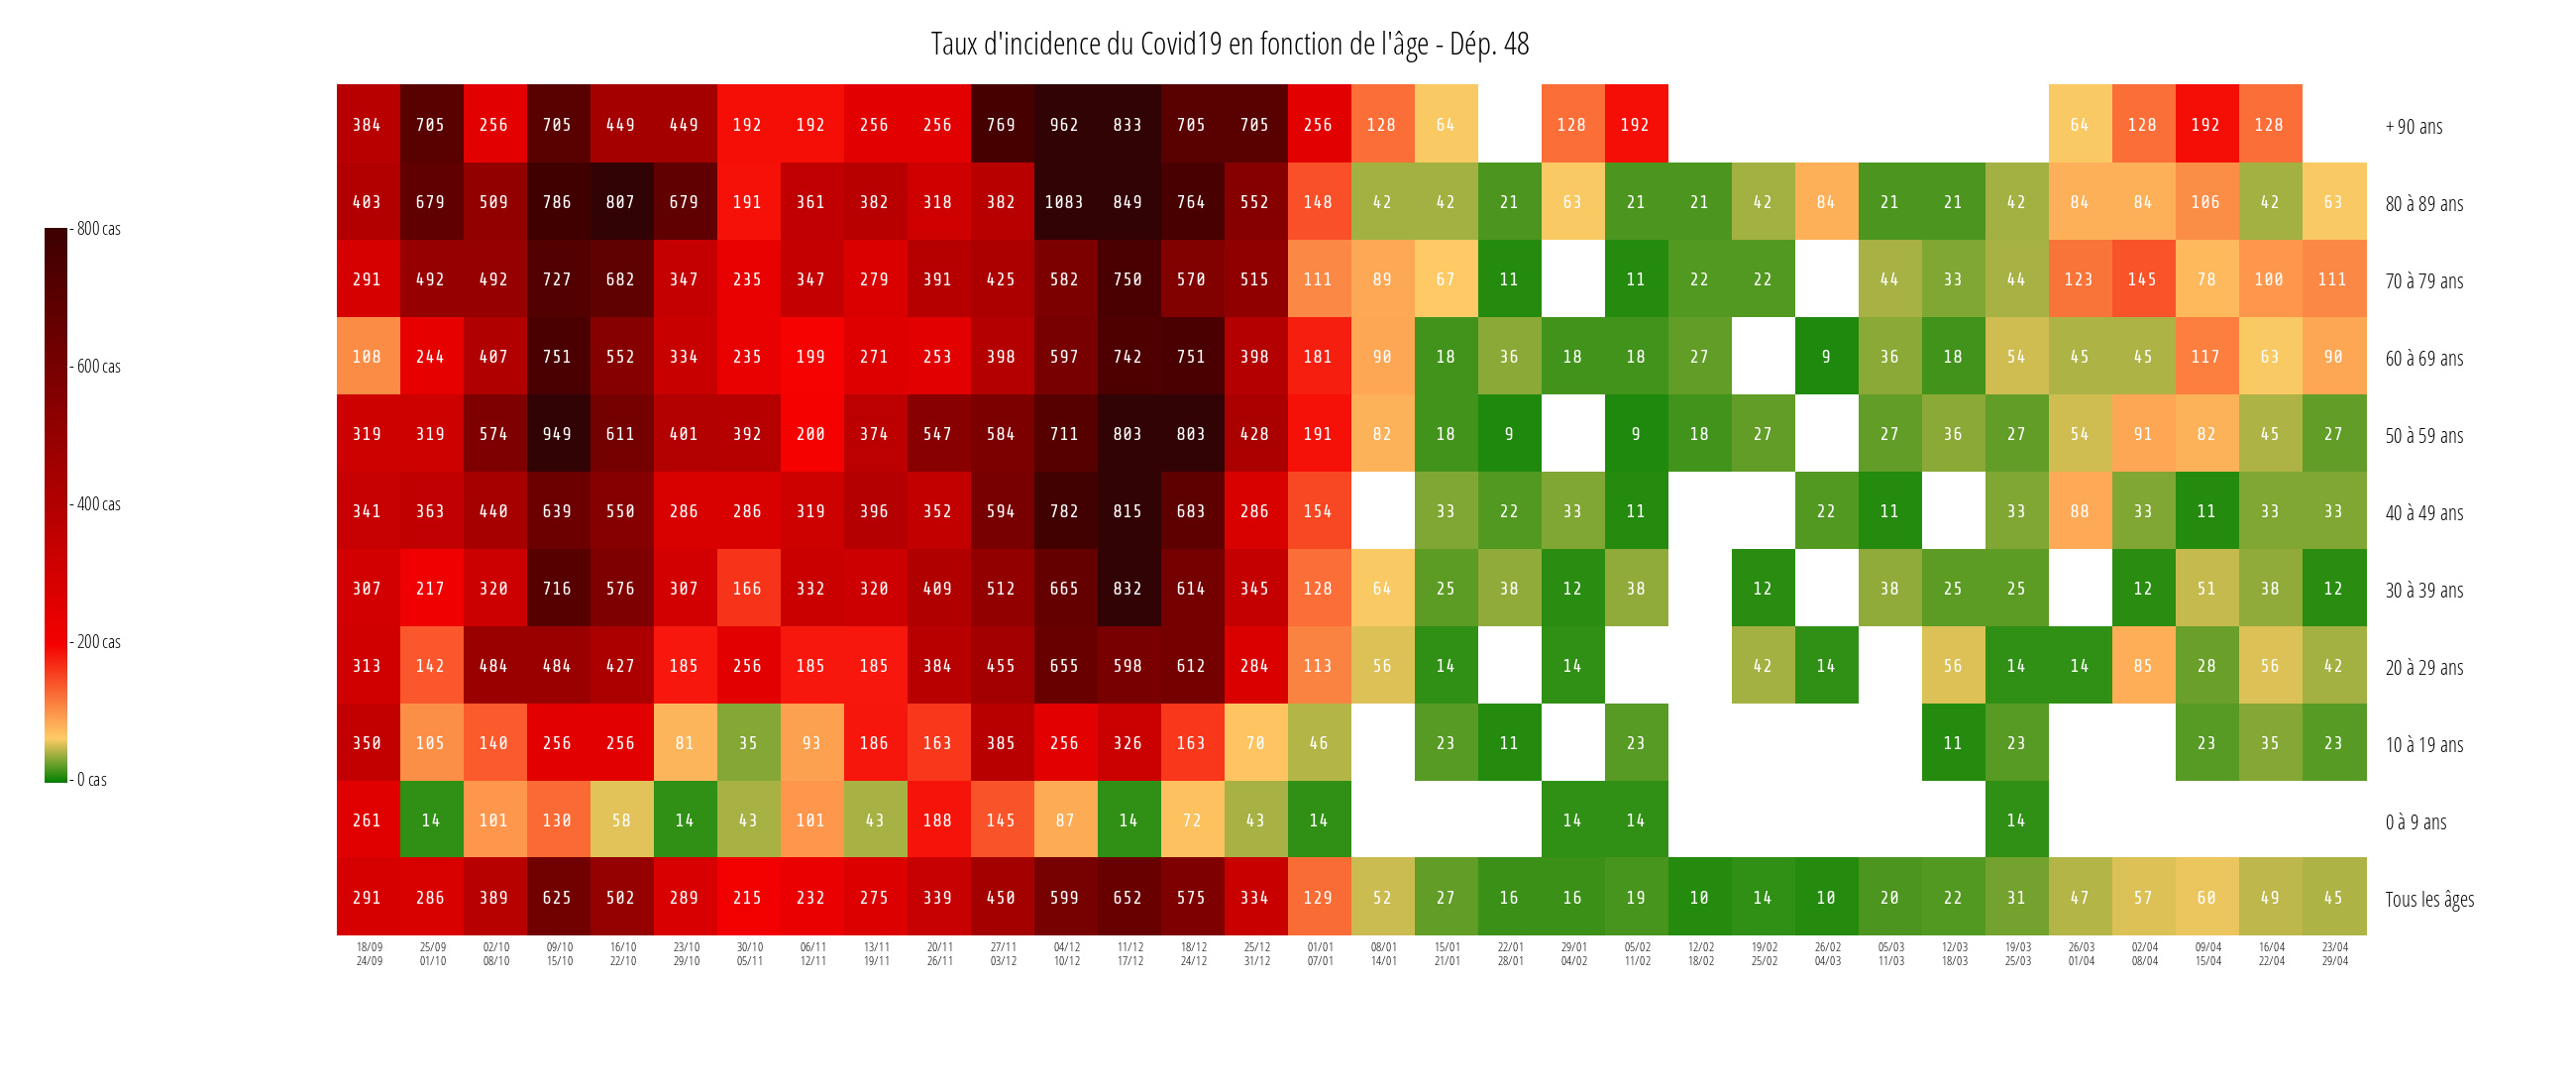 Taux d'incidence du Covid19 en fonction de l'âge - Dép. 48
384 705 256 705 449 449 192 192 256 256 769 962 833 705 705 256 128 64 128 192 64 128 192 128 + 90 ans
403 679 509 786 807 679 191 361 382 318 382 1083 849 764 552 148 42 42 21 63 21 21 42 84 21 21 42 84 84 106 42 63 80 à 89 ans
- 800 cas
291 492 492 727 682 347 235 347 279 391 425 582 750 570 515 111 89 67 11 11 22 22 44 33 44 123 145 78 100 111 70 à 79 ans
108 244 407 751 552 334 235 199 271 253 398 597 742 751 398 181 90 18 36 18 18 27 9 36 18 54 45 45 117 63 90 60 à 69 ans
- 600 cas
319 319 574 949 611 401 392 200 374 547 584 711 803 803 428 191 82 18 9 9 18 27 27 36 27 54 91 82 45 27 50 à 59 ans
- 400 cas
341 363 440 639 550 286 286 319 396 352 594 782 815 683 286 154 33 22 33 11 22 11 33 88 33 11 33 33 40 à 49 ans
307 217 320 716 576 307 166 332 320 409 512 665 832 614 345 128 64 25 38 12 38 12 38 25 25 12 51 38 12 30 à 39 ans
- 200 cas
313 142 484 484 427 185 256 185 185 384 455 655 598 612 284 113 56 14 14 42 14 56 14 14 85 28 56 42 20 à 29 ans
350 105 140 256 256 81 35 93 186 163 385 256 326 163 70 46 23 11 23 11 23 23 35 23 10 à 19 ans
- 0 cas
261 14 101 130 58 14 43 101 43 188 145 87 14 72 43 14 14 14 14 0 à 9 ans
291 286 389 625 502 289 215 232 275 339 450 599 652 575 334 129 52 27 16 16 19 10 14 10 20 22 31 47 57 60 49 45 Tous les âges
18/09 25/09 02/10 09/10 16/10 23/10 30/10 06/11 13/11 20/11 27/11 04/12 11/12 18/12 25/12 01/01 08/01 15/01 22/01 29/01 05/02 12/02 19/02 26/02 05/03 12/03 19/03 26/03 02/04 09/04 16/04 23/04
24/09 01/10 08/10 15/10 22/10 29/10 05/11 12/11 19/11 26/11 03/12 10/12 17/12 24/12 31/12 07/01 14/01 21/01 28/01 04/02 11/02 18/02 25/02 04/03 11/03 18/03 25/03 01/04 08/04 15/04 22/04 29/04